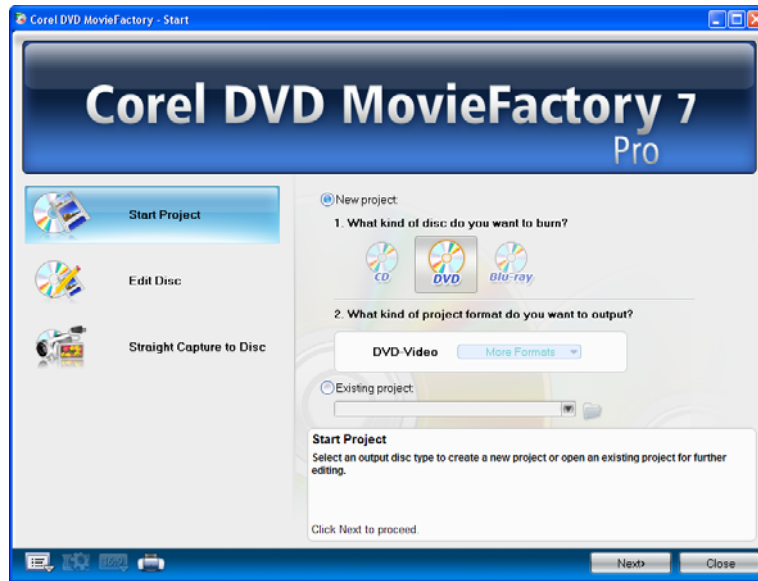 Corel DVD MovieFactory - Start
Corel DVD MovieFactory 7
Pro
Start Project
Edit Disc
Straight Capture to Disc
New project:
1. What kind of disc do you want to burn?
CD
DVD
Blu-ray
2. What kind of project format do you want to output?
DVD-Video
More Formats
Existing project:
Start Project
Select an output disc type to create a new project or open an existing project for further
editing.
Click Next to proceed.
Next>
Close